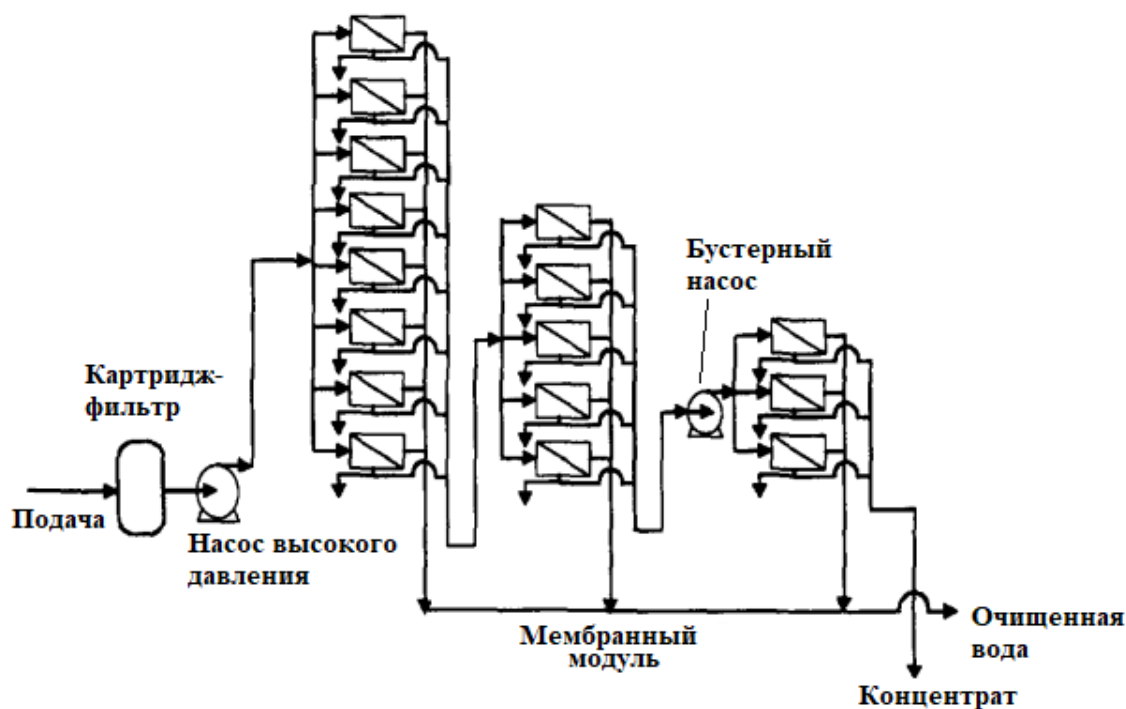 Бустерный
насос
Картридж-
фильтр
Подача
Насос высокого
давления
Мембранный
модуль
Очищенная
вода
Концентрат